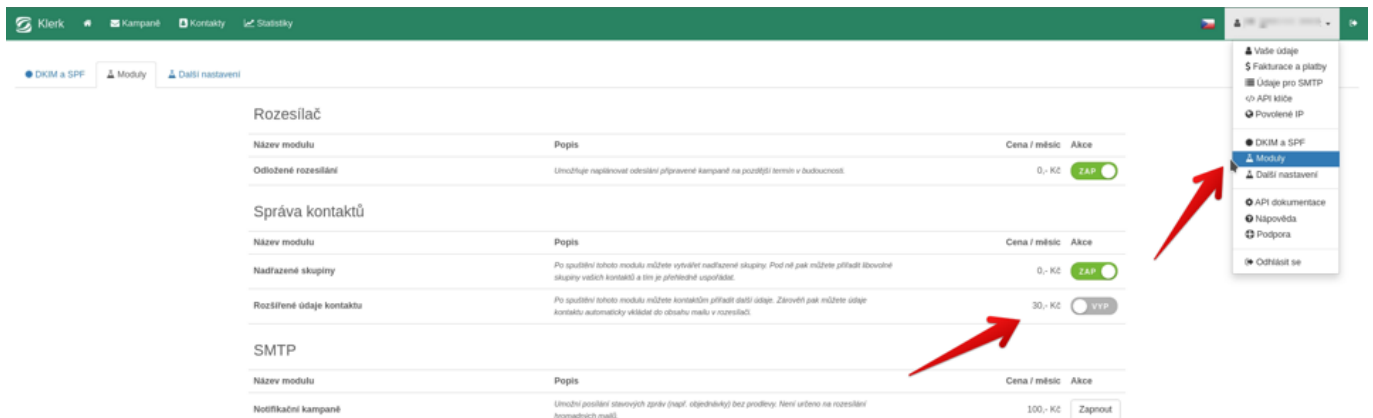 Klerk Kampaně Kontakty Statistiky
DKIM a SPF Moduly Další nastavení
Rozesílač
Název modulu Popis Cena / měsíc Akce
Odložené rozesílání Umožňuje naplánovat odeslání připravené kampaně na pozdější termín v budoucnosti. 0,- Kč ZAP
Správa kontaktů
Název modulu Popis Cena / měsíc Akce
Nadřazené skupiny Po spuštění tohoto modulu můžete vytvářet nadřazené skupiny. Pod ně pak můžete přiřadit libovolné
skupiny vašich kontaktů a tím je přehledně uspořádat. 0,- Kč ZAP
Rozšířené údaje kontaktu Po spuštění tohoto modulu můžete kontaktům přiřadit další údaje. Zároveň pak můžete údaje
kontaktu automaticky vkládat do obsahu mailu v rozesílači. 30,- Kč VYP
SMTP
Název modulu Popis Cena / měsíc Akce
Notifikační kampaně Umožní posílání stavových zpráv (např. objednávky) bez prodlevy. Není určeno na rozesílání
hromadných mailů. 100,- Kč Zapnout
Vaše údaje
Fakturace a platby
Údaje pro SMTP
API klíče
Povolené IP
DKIM a SPF
Moduly
Další nastavení
API dokumentace
Nápověda
Podpora
Odhlásit se